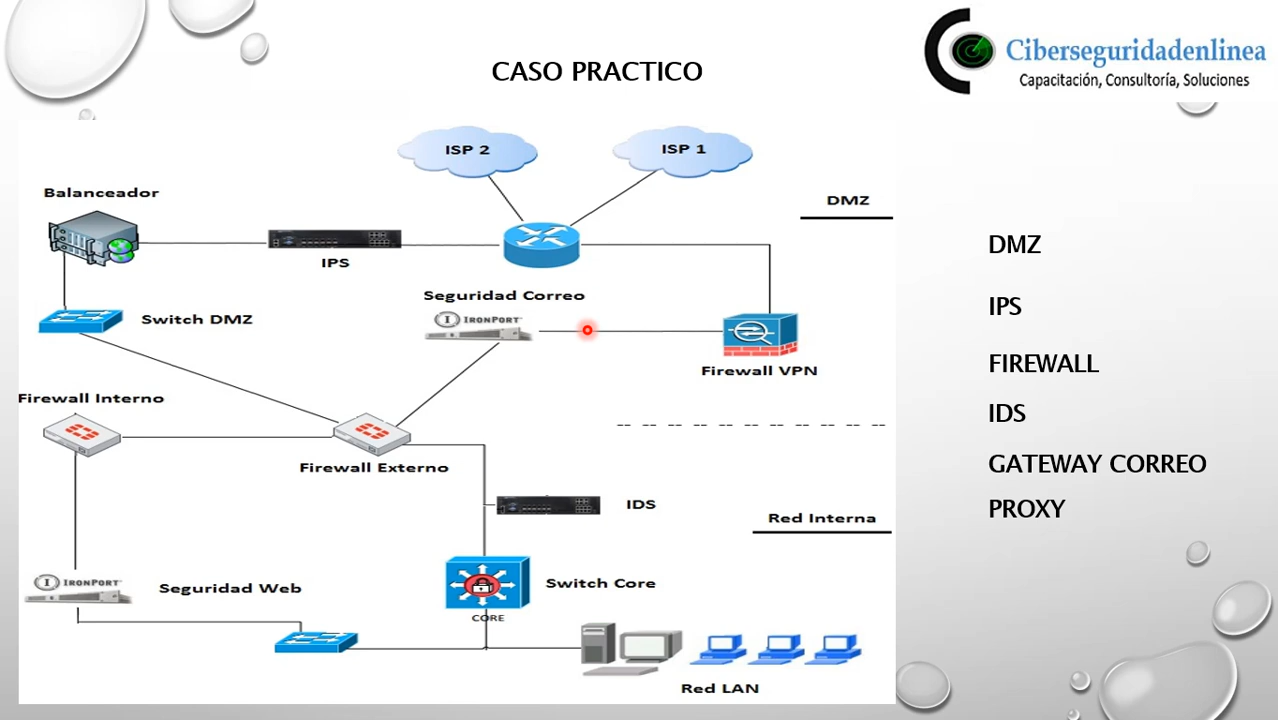 Ciberseguridadenlinea
Capacitación, Consultoría, Soluciones
CASO PRACTICO
ISP 2
ISP 1
Balanceador
DMZ
IPS
Seguridad Correo
IRONPORT
Switch DMZ
Firewall VPN
Firewall Interno
Firewall Externo
IDS
Red Interna
IRONPORT
Seguridad Web
Switch Core
CORE
Red LAN
DMZ
IPS
FIREWALL
IDS
GATEWAY CORREO
PROXY